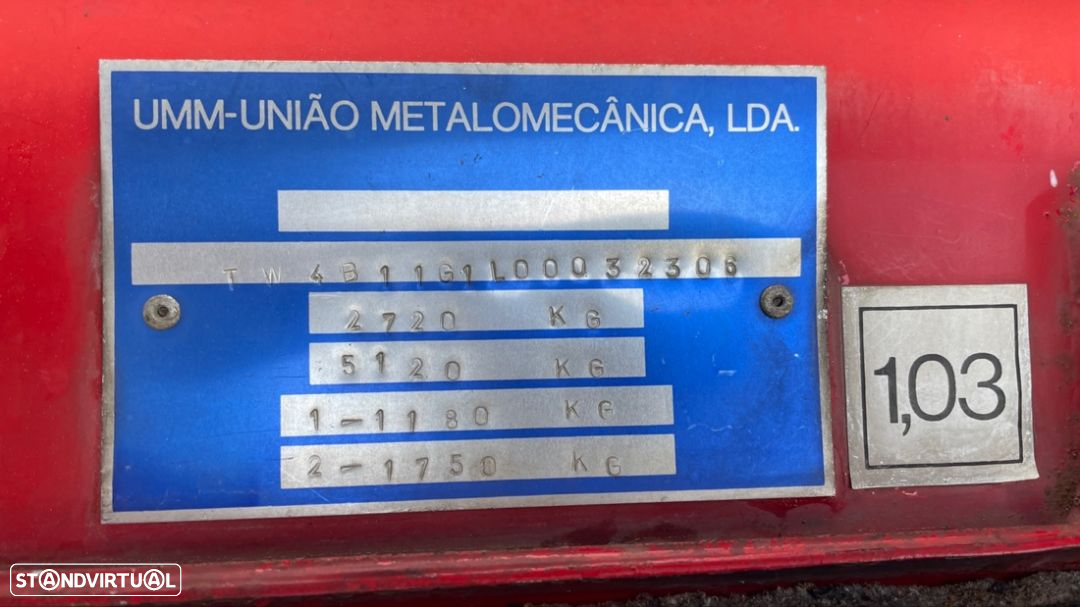 UMM-UNIÃO METALOMECÂNICA, LDA.
TW4B11G1L00032306
2720 KG
5120 KG
1-1180 KG
2-1750 KG
1,03
STANDVIRTUAL